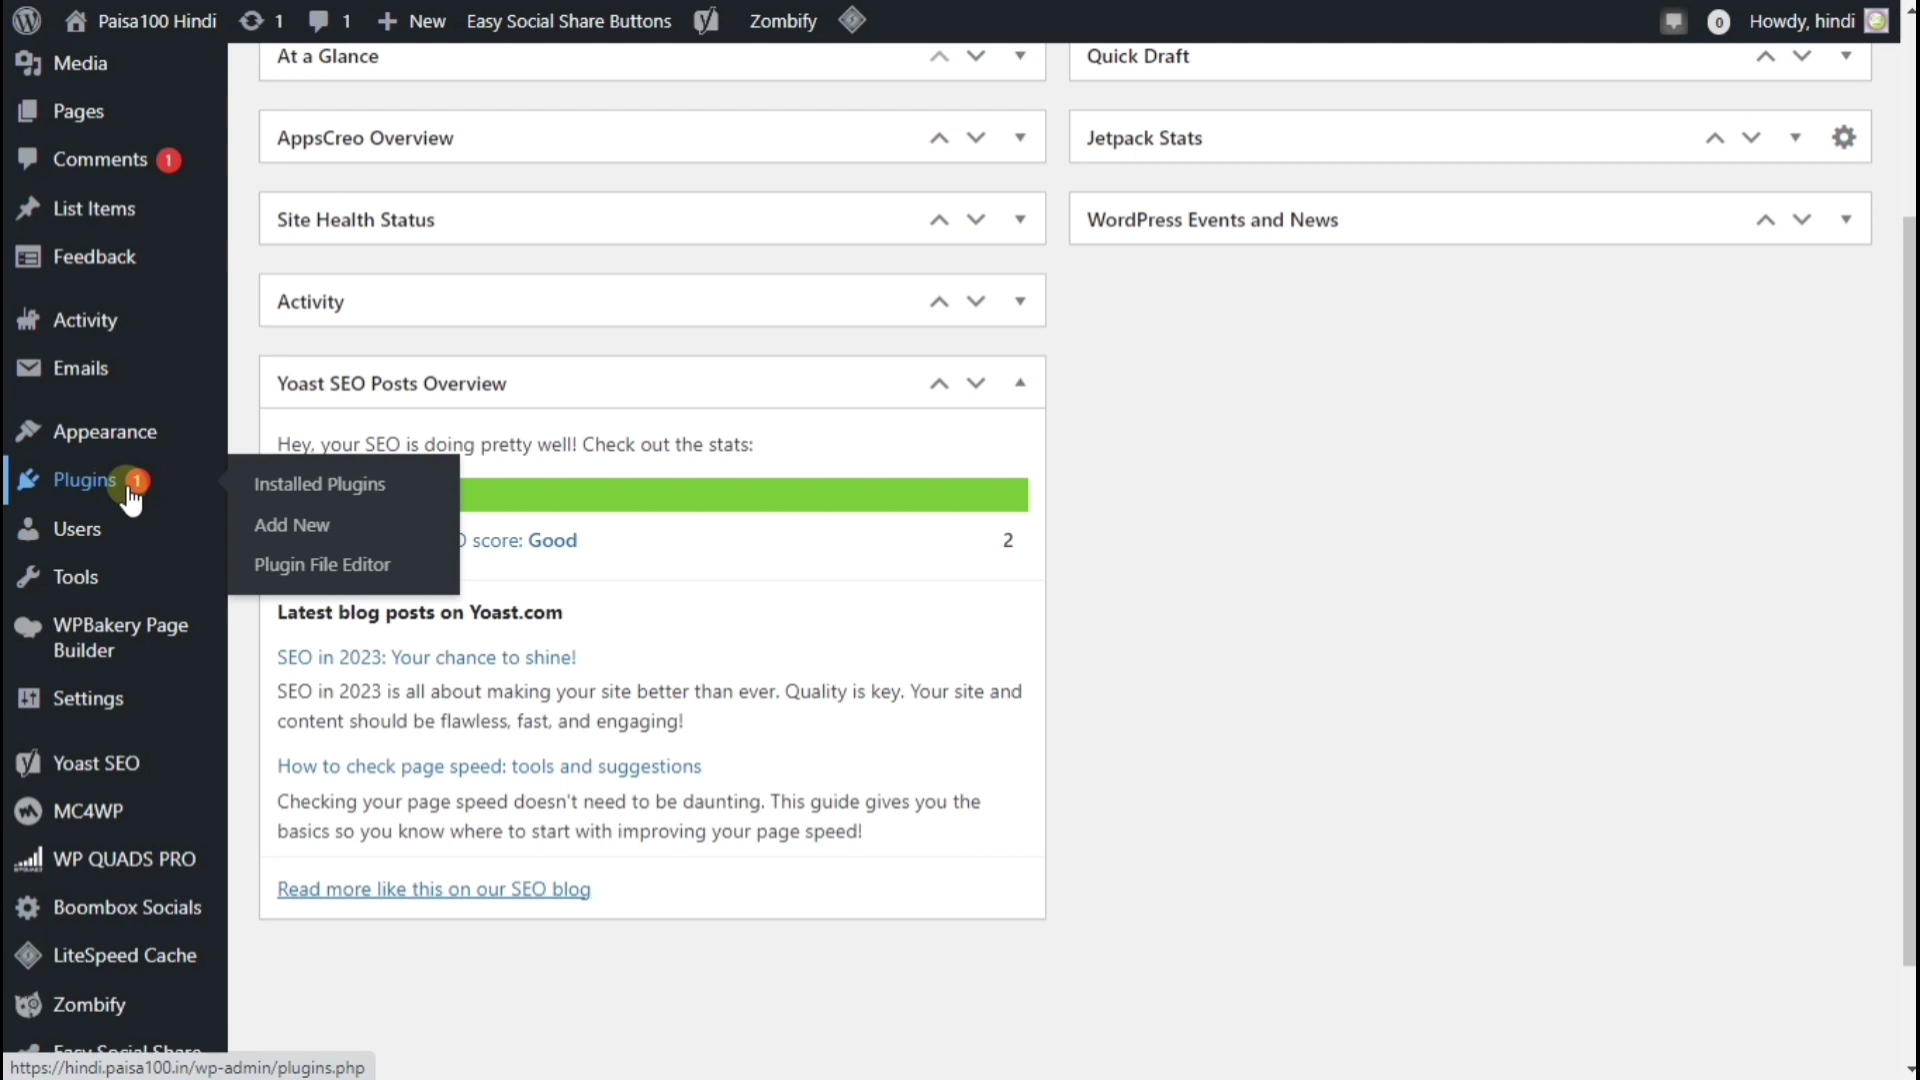 Paisa100 Hindi 1 1 New Easy Social Share Buttons Zombify 0 Howdy, hindi
Media
Pages
Comments 1
List Items
Feedback
Activity
Emails
Appearance
Plugins 1
Users
Tools
WPBakery Page
Builder
Settings
Yoast SEO
MC4WP
WP QUADS PRO
Boombox Socials
LiteSpeed Cache
Zombify
Easy Social Share
Installed Plugins
Add New
Plugin File Editor
At a Glance
AppsCreo Overview
Site Health Status
Activity
Yoast SEO Posts Overview
Hey, your SEO is doing pretty well! Check out the stats:
score: Good 2
Latest blog posts on Yoast.com
SEO in 2023: Your chance to shine!
SEO in 2023 is all about making your site better than ever. Quality is key. Your site and
content should be flawless, fast, and engaging!
How to check page speed: tools and suggestions
Checking your page speed doesn't need to be daunting. This guide gives you the
basics so you know where to start with improving your page speed!
Read more like this on our SEO blog
Quick Draft
Jetpack Stats
WordPress Events and News
https://hindi.paisa100.in/wp-admin/plugins.php